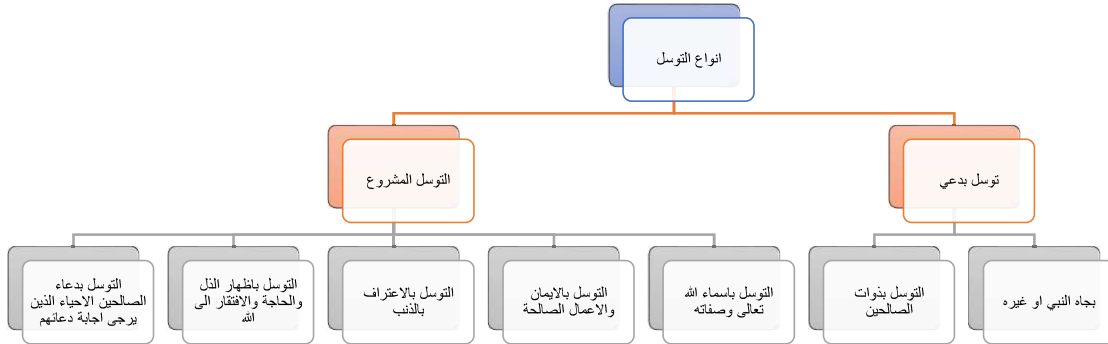 انواع التوسل
توسل بدعي
التوسل المشروع
بجاه النبي او غيره
التوسل بذوات
الصالحين
التوسل باسماء الله
تعالى وصفاته
التوسل بالايمان
والاعمال الصالحة
التوسل بالاعتراف
بالذنب
التوسل باظهار الذل
والحاجة والافتقار الى
الله
التوسل بدعاء
الصالحين الاحياء الذين
يرجى اجابة دعائهم